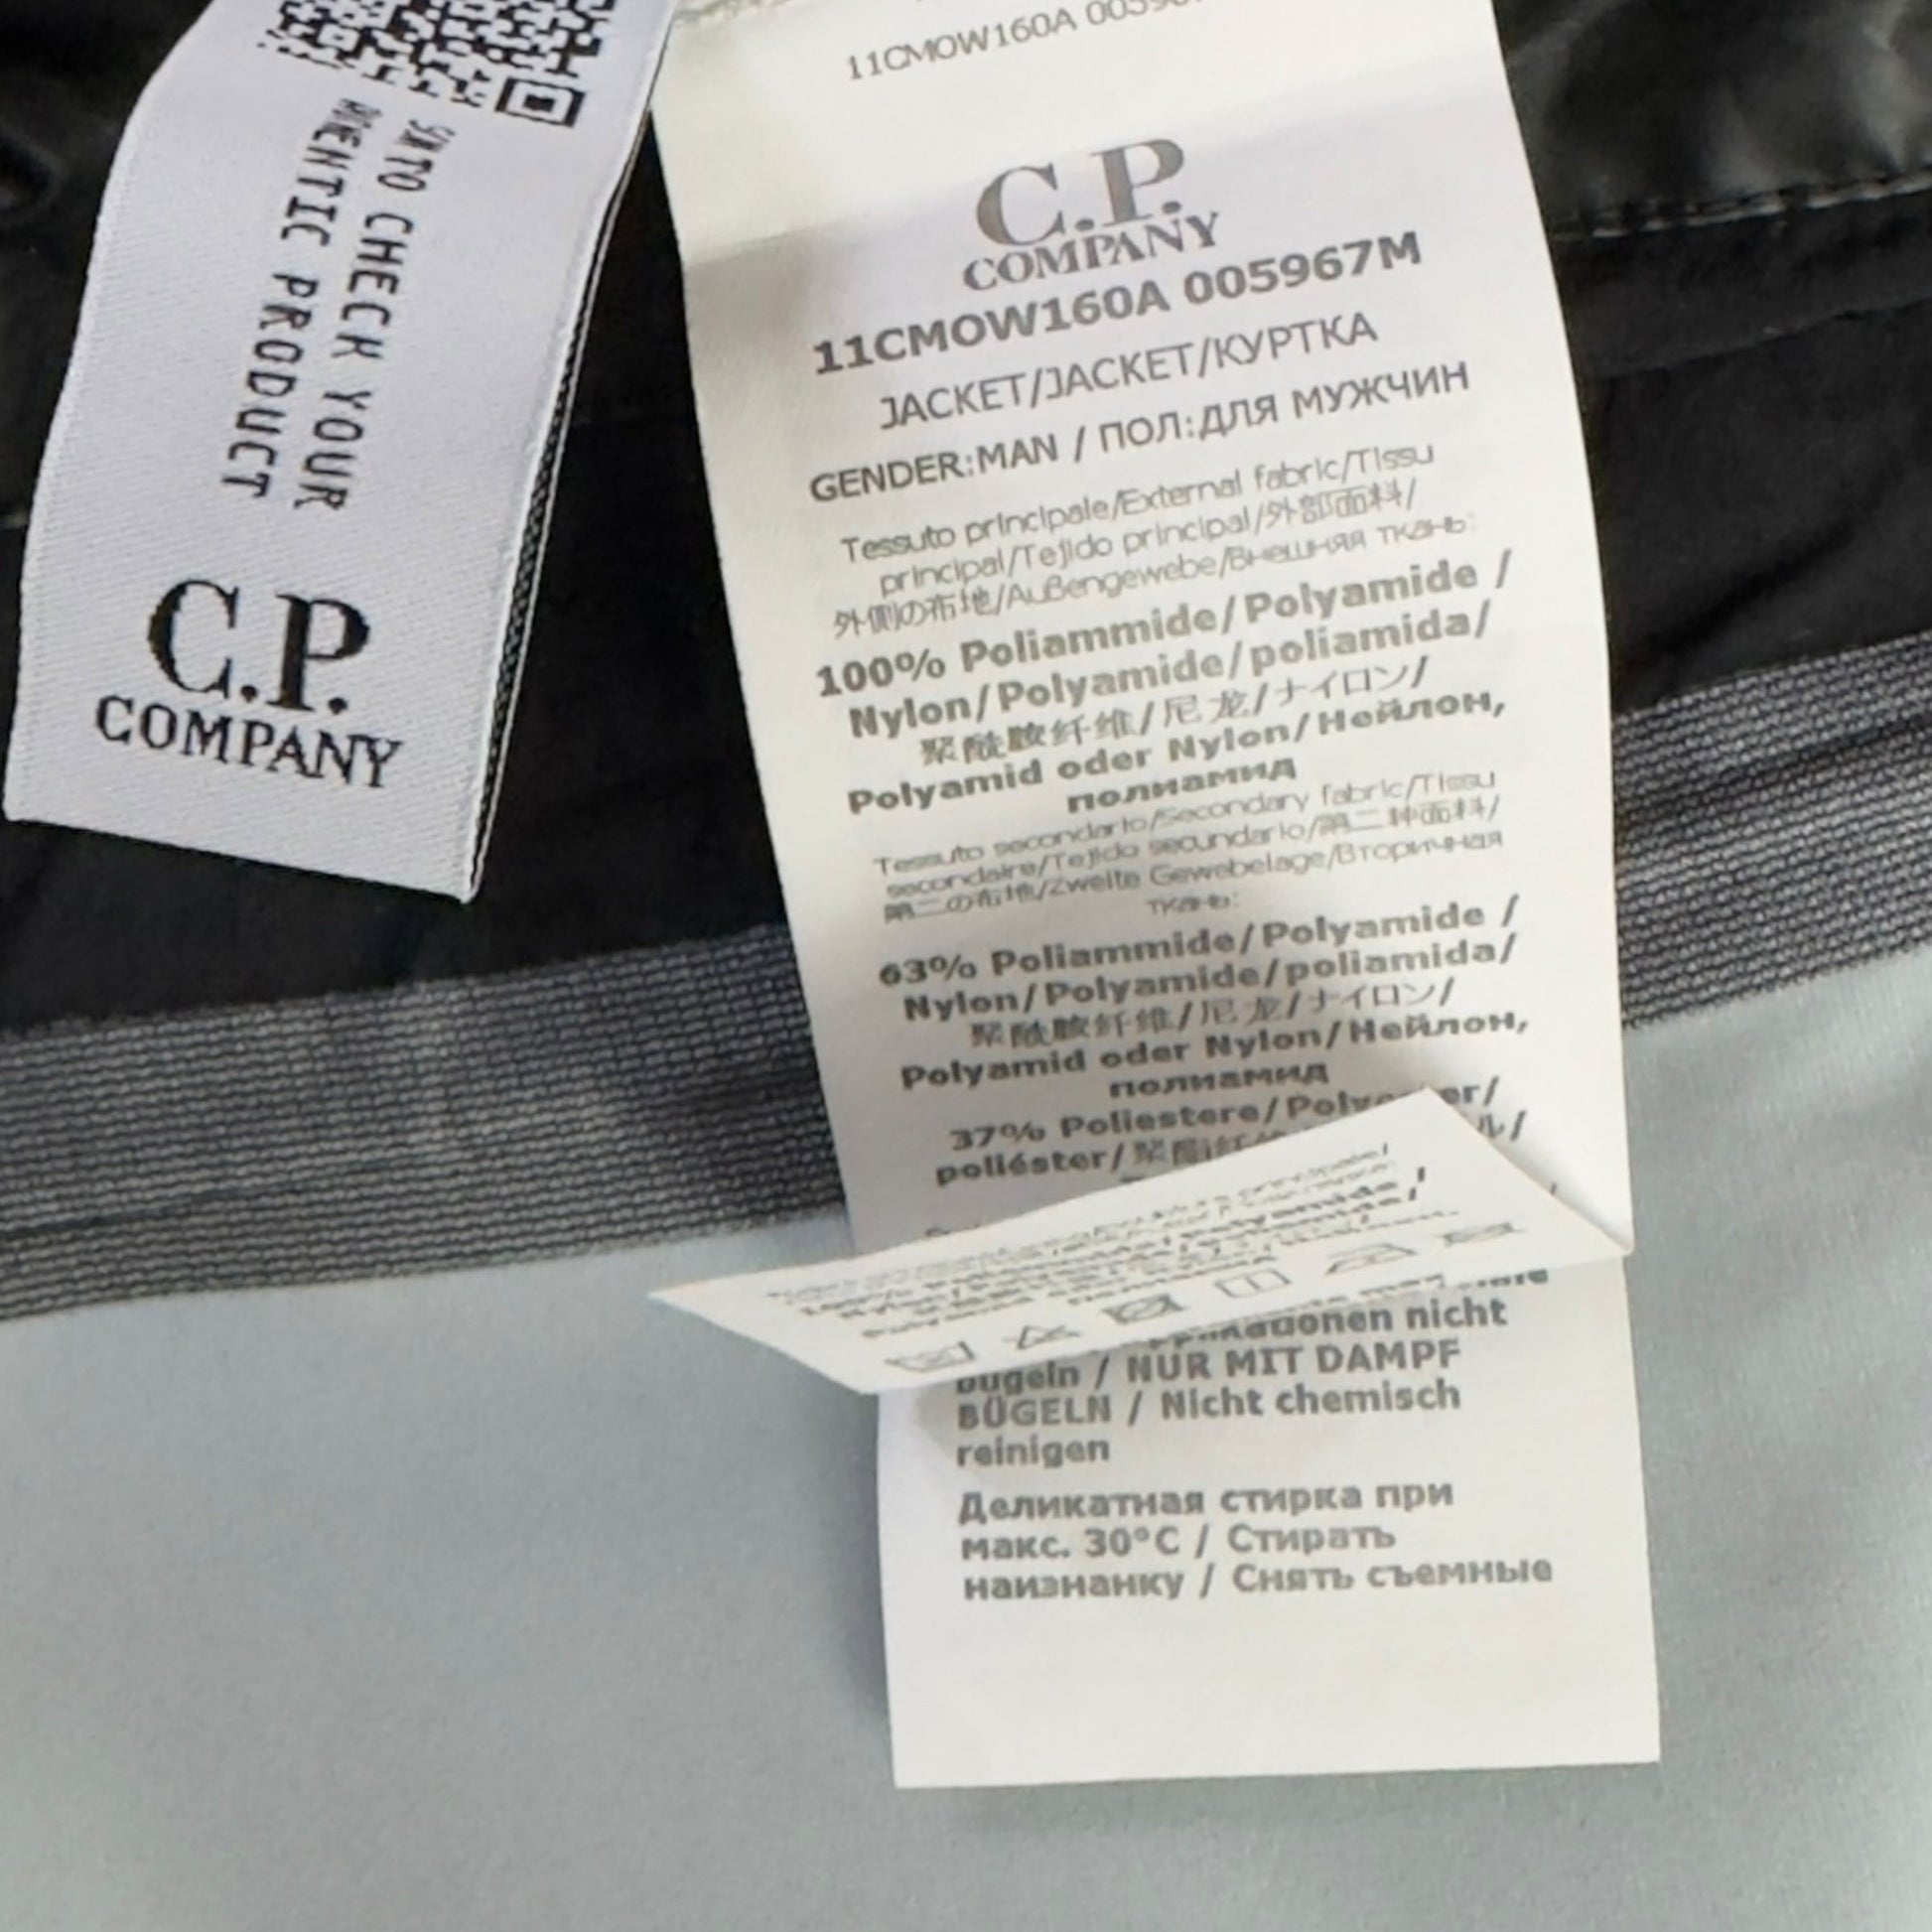 TO CHECK YOUR
PRODUCT
C.P.
COMPANY
11CMOW160A
C.P.
COMPANY
11CMOW160A 005967M
JACKET/JACKET/КУРТКА
GENDER:MAN / ПОЛ:ДЛЯ МУЖЧИН
Tessuto principale/External fabric/Tissu
principal/Tejido principal/外部面料/
外側の布地/Außengewebe/Внешняя ткань:
100% Poliammide/Polyamide /
Nylon/Polyamide/poliamida/
聚酰胺纤维/尼龙/ナイロン/
Polyamid oder Nylon/Нейлон,
полиамид
Tessuto secondario/Secondary fabric/Tissu
secondaire/Tejido secundario/第二种面料/
第二の布地/Zweite Gewebelage/Вторичная
ткань:
63% Poliammide/Polyamide /
Nylon/Polyamide/poliamida/
聚酰胺纤维/尼龙/ナイロン/
Polyamid oder Nylon/Нейлон,
полиамид
37% Poliestere/
poliéster/
nicht
bügeln / NUR MIT DAMPF
BÜGELN / Nicht chemisch
reinigen
Деликатная стирка при
макс. 30°C / Стирать
наизнанку / Снять съемные